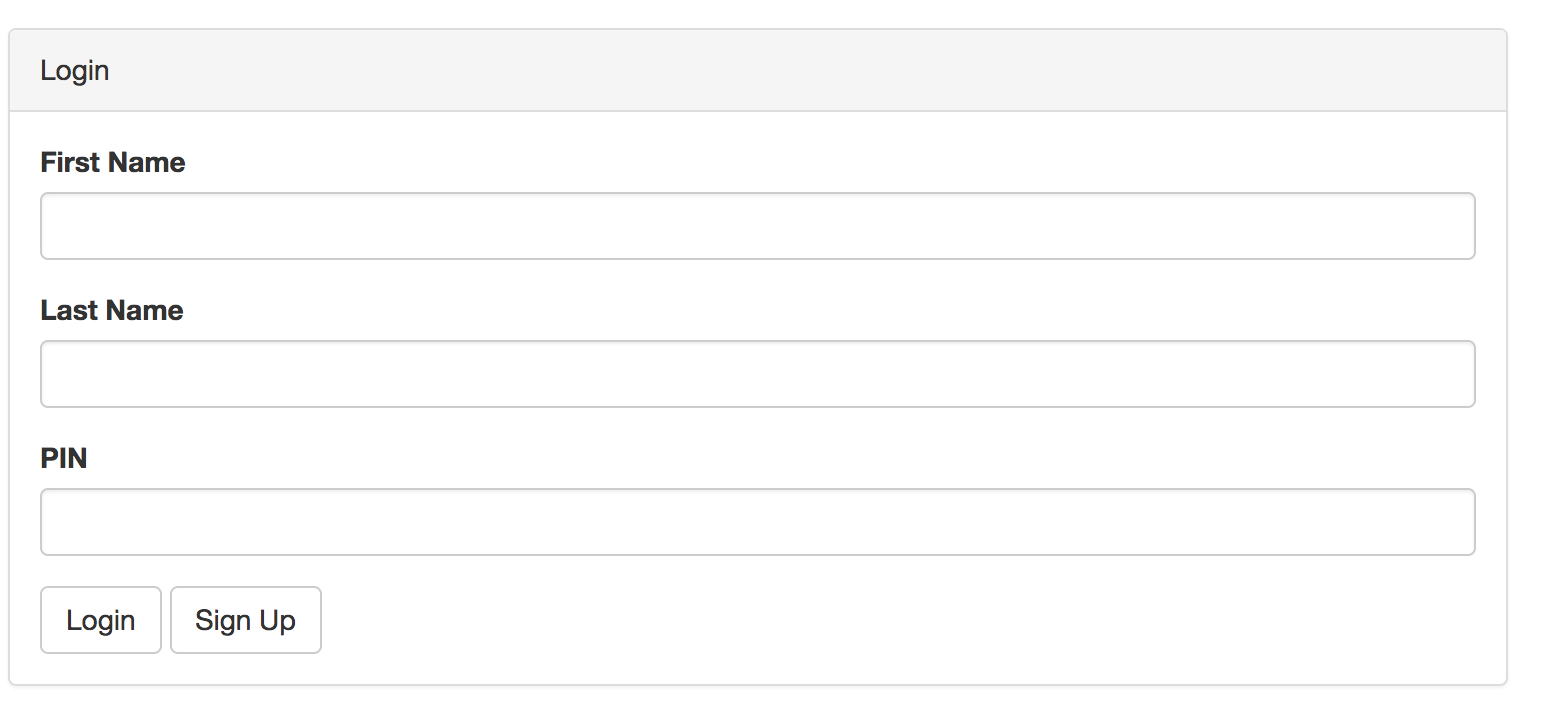 Login
First Name
Last Name
PIN
Login Sign Up